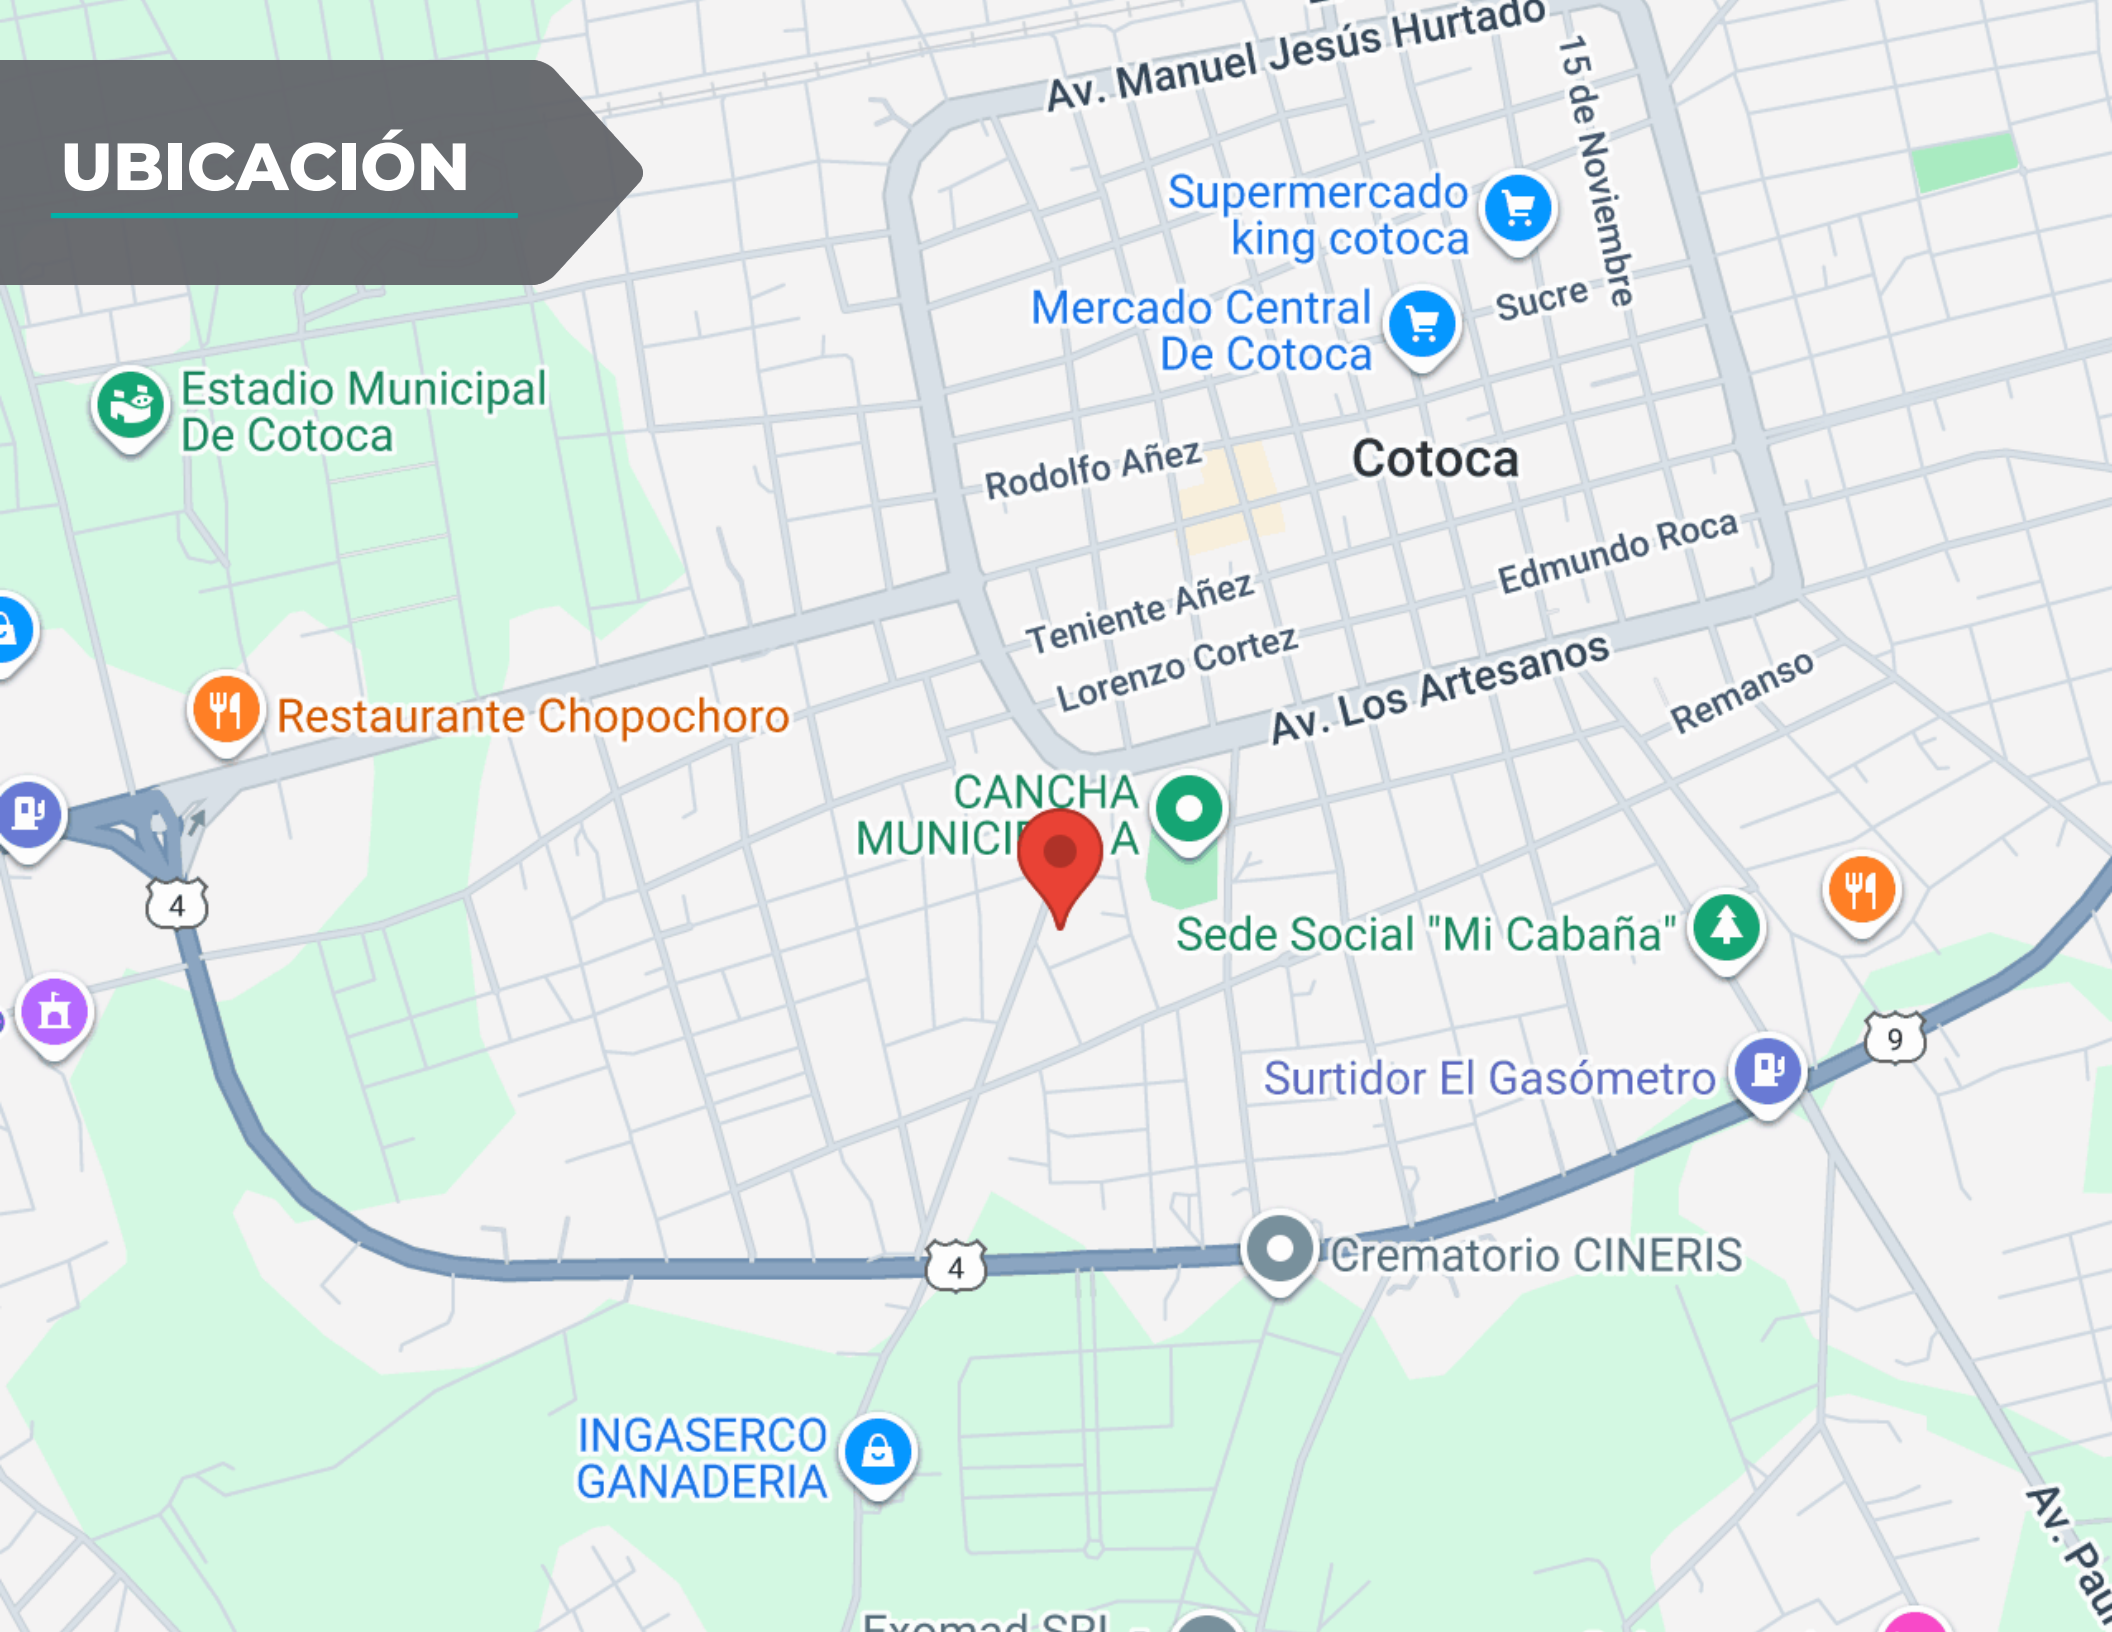 Av. Manuel Jesús Hurtado
15 de Noviembre
UBICACIÓN
Supermercado
king cotoca
Mercado Central
De Cotoca
Sucre
Estadio Municipal
De Cotoca
Rodolfo Añez
Cotoca
Edmundo Roca
Teniente Añez
Lorenzo Cortez
Av. Los Artesanos
Remanso
Restaurante Chopochoro
CANCHA
A
4
Sede Social "Mi Cabaña"
9
Surtidor El Gasómetro
4
Crematorio CINERIS
INGASERCO
GANADERIA
Av.